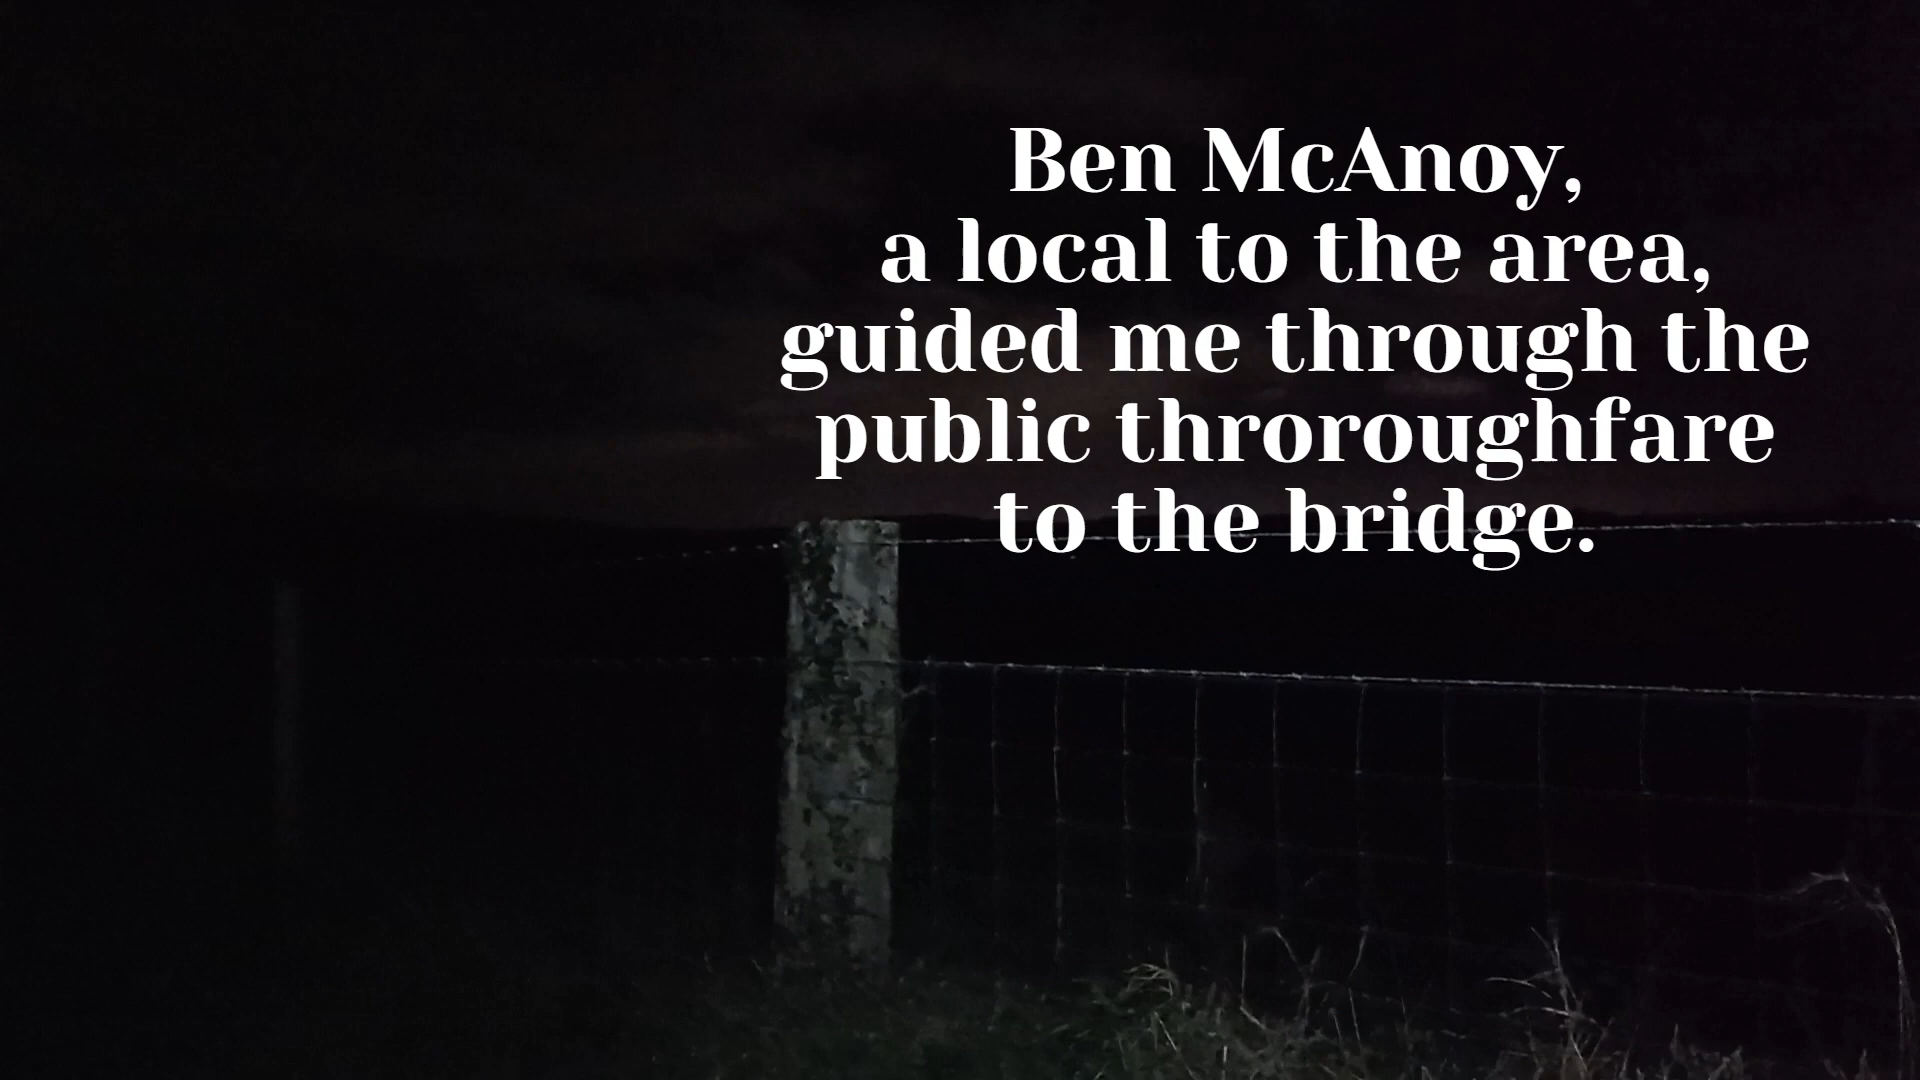 Ben McAnoy,
a local to the area,
guided me through the
public throroughfare
to the bridge.